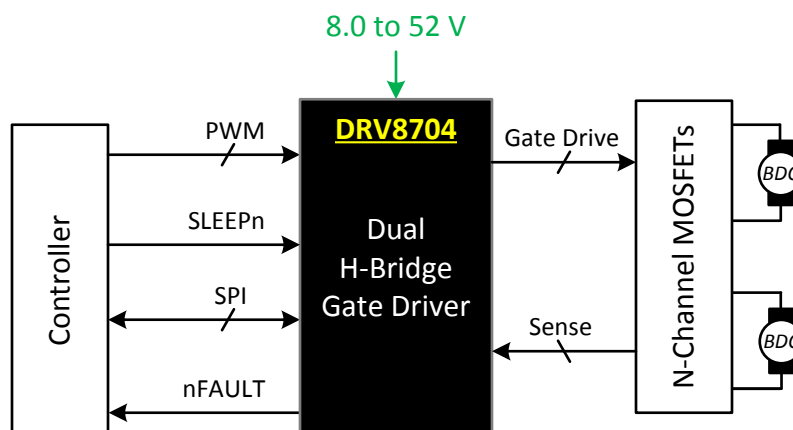 8.0 to 52 V
Controller
PWM
SLEEPn
SPI
nFAULT
DRV8704
Dual
H-Bridge
Gate Driver
Gate Drive
Sense
N-Channel MOSFETs
BDC
BDC